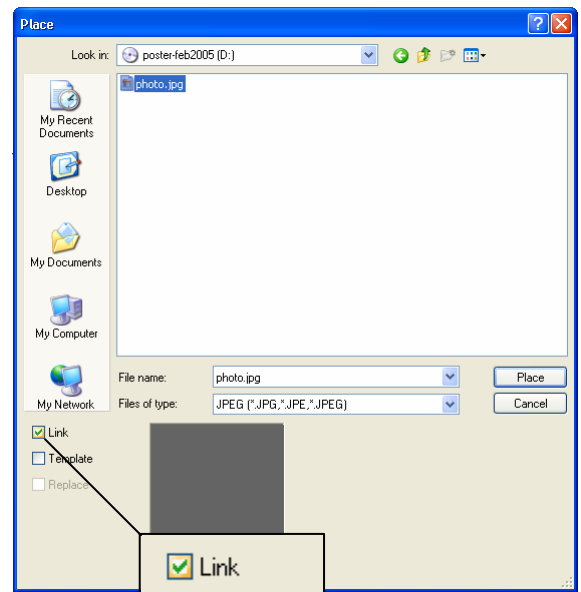 Place
Look in: poster-feb2005 (D:)
photo.jpg
My Recent
Documents
Desktop
My Documents
My Computer
My Network
File name: photo.jpg Place
Files of type: JPEG (*.JPG,*.JPE,*.JPEG) Cancel
Link
Template
Replace
Link